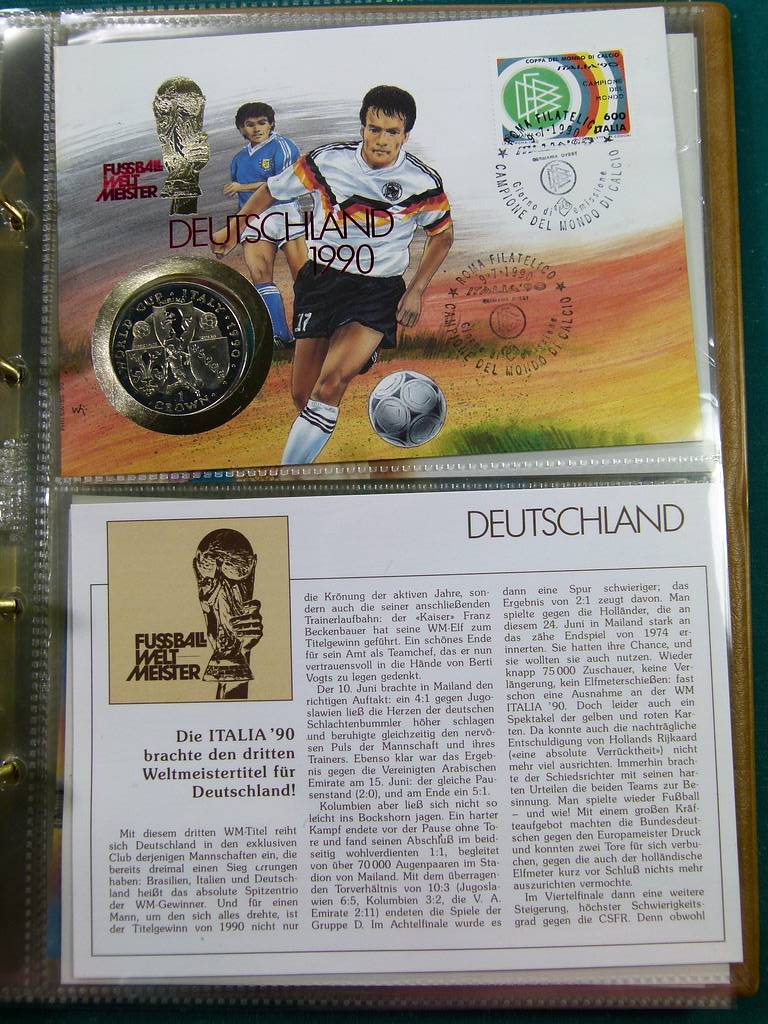 FUSSBALL
WELT
MEISTER
DEUTSCHLAND
1990
COPPA DEL MONDO DI CALCIO
ITALIA '90
CAMPIONE
DEL
MONDO
600
ITALIA
ROMA FILATELICO
9-7-1990
GERMANIA OVEST
Giorno di emissione
CAMPIONE DEL MONDO DI CALCIO
17
WORLD CUP · ITALY · 1990
1
CROWN
ROMA FILATELICO
9-7-1990
ITALIA '90
GERMANIA OVEST
Giorno di emissione
CAMPIONE DEL MONDO DI CALCIO
DEUTSCHLAND
FUSSBALL
WELT
MEISTER
Die ITALIA '90
brachte den dritten
Weltmeistertitel für
Deutschland!
Mit diesem dritten WM-Titel reiht
sich Deutschland in den exklusiven
Club derjenigen Mannschaften ein, die
bereits dreimal einen Sieg errungen
haben: Brasilien, Italien und Deutsch-
land heißt das absolute Spitzentrio
der WM-Gewinner. Und für einen
Mann, um den sich alles drehte, ist
der Titelgewinn von 1990 nicht nur
die Krönung der aktiven Jahre, son-
dern auch die seiner anschließenden
Trainerlaufbahn: der «Kaiser» Franz
Beckenbauer hat seine WM-Elf zum
Titelgewinn geführt. Ein schönes Ende
für sein Amt als Teamchef, das er nun
vertrauensvoll in die Hände von Berti
Vogts zu legen gedenkt.
Der 10. Juni brachte in Mailand den
richtigen Auftakt: ein 4:1 gegen Jugo-
slawien ließ die Herzen der deutschen
Schlachtenbummler höher schlagen
und beruhigte gleichzeitig den nervö-
sen Puls der Mannschaft und ihres
Trainers. Ebenso klar war das Ergeb-
nis gegen die Vereinigten Arabischen
Emirate am 15. Juni: der gleiche Pau-
senstand (2:0), und am Ende ein 5:1.
Kolumbien aber ließ sich nicht so
leicht ins Bockshorn jagen. Ein harter
Kampf endete vor der Pause ohne To-
re und fand seinen Abschluß im beid-
seitig wohlverdienten 1:1, begleitet
von über 70 000 Augenpaaren im Sta-
dion von Mailand. Mit dem überragen-
den Torverhältnis von 10:3 (Jugosla-
wien 6:5, Kolumbien 3:2, die V. A.
Emirate 2:11) endeten die Spiele der
Gruppe D. Im Achtelfinale wurde es
dann eine Spur schwieriger; das
Ergebnis von 2:1 zeugt davon. Man
spielte gegen die Holländer, die an
diesem 24. Juni in Mailand stark an
das zähe Endspiel von 1974 er-
innerten. Sie hatten ihre Chance, und
sie wollten sie auch nutzen. Wieder
knapp 75 000 Zuschauer, keine Ver-
längerung, kein Elfmeterschießen: fast
schon eine Ausnahme an der WM
ITALIA '90. Doch leider auch ein
Spektakel der gelben und roten Kar-
ten. Da konnte auch die nachträgliche
Entschuldigung von Hollands Rijkaard
(«eine absolute Verrücktheit») nicht
mehr viel ausrichten. Immerhin brach-
te der Schiedsrichter mit seinen har-
ten Urteilen die beiden Teams zur Be-
sinnung. Man spielte wieder Fußball
– und wie! Mit einem großen Kräf-
teaufgebot machten die Bundesdeut-
schen gegen den Europameister Druck
und konnten zwei Tore für sich verbu-
chen, gegen die auch der holländische
Elfmeter kurz vor Schluß nichts mehr
auszurichten vermochte.
Im Viertelfinale dann eine weitere
Steigerung, höchster Schwierigkeits-
grad gegen die CSFR. Denn obwohl